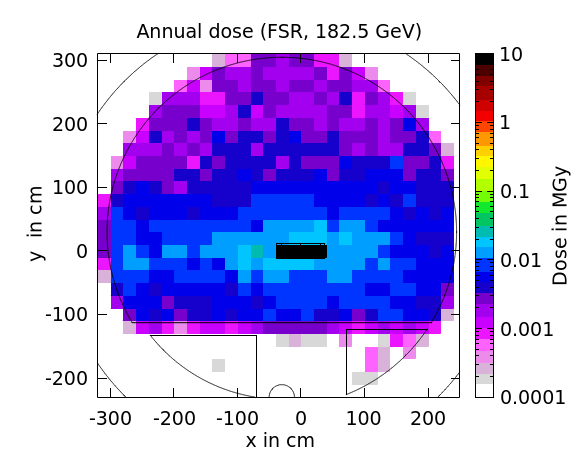 Annual dose (FSR, 182.5 GeV)
300
200
100
0
-100
-200
y in cm
-300 -200 -100 0 100 200
x in cm
10
1
0.1
0.01
0.001
0.0001
Dose in MGy